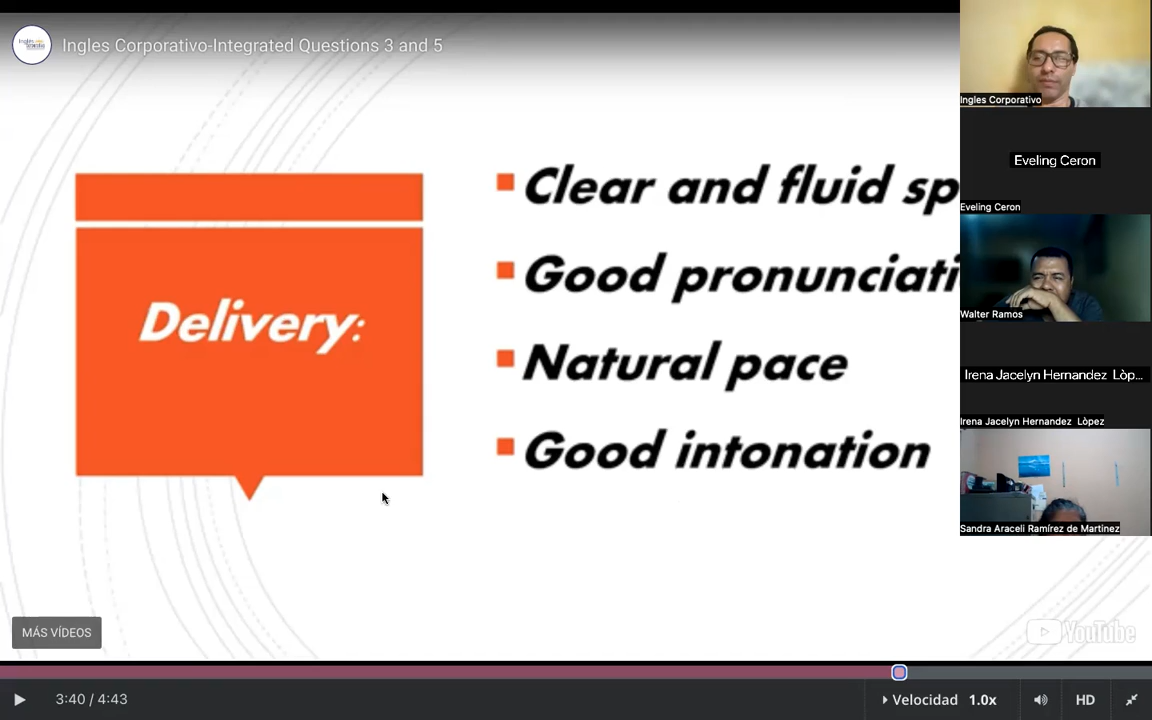 Ingles Corporativo-Integrated Questions 3 and 5
Delivery:
Clear and fluid sp
Good pronunciati
Natural pace
Good intonation
Ingles Corporativo
Eveling Ceron
Eveling Ceron
Walter Ramos
Irena Jacelyn Hernandez Lòp...
Irena Jacelyn Hernandez Lòpez
Sandra Araceli Ramírez de Martínez
MÁS VÍDEOS
YouTube
3:40 / 4:43
Velocidad 1.0x
HD